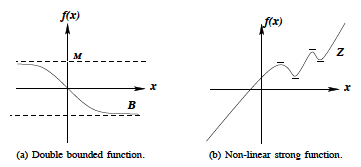 f(x)
M
x
B
(a) Double bounded function.
f(x)
Z
x
(b) Non-linear strong function.